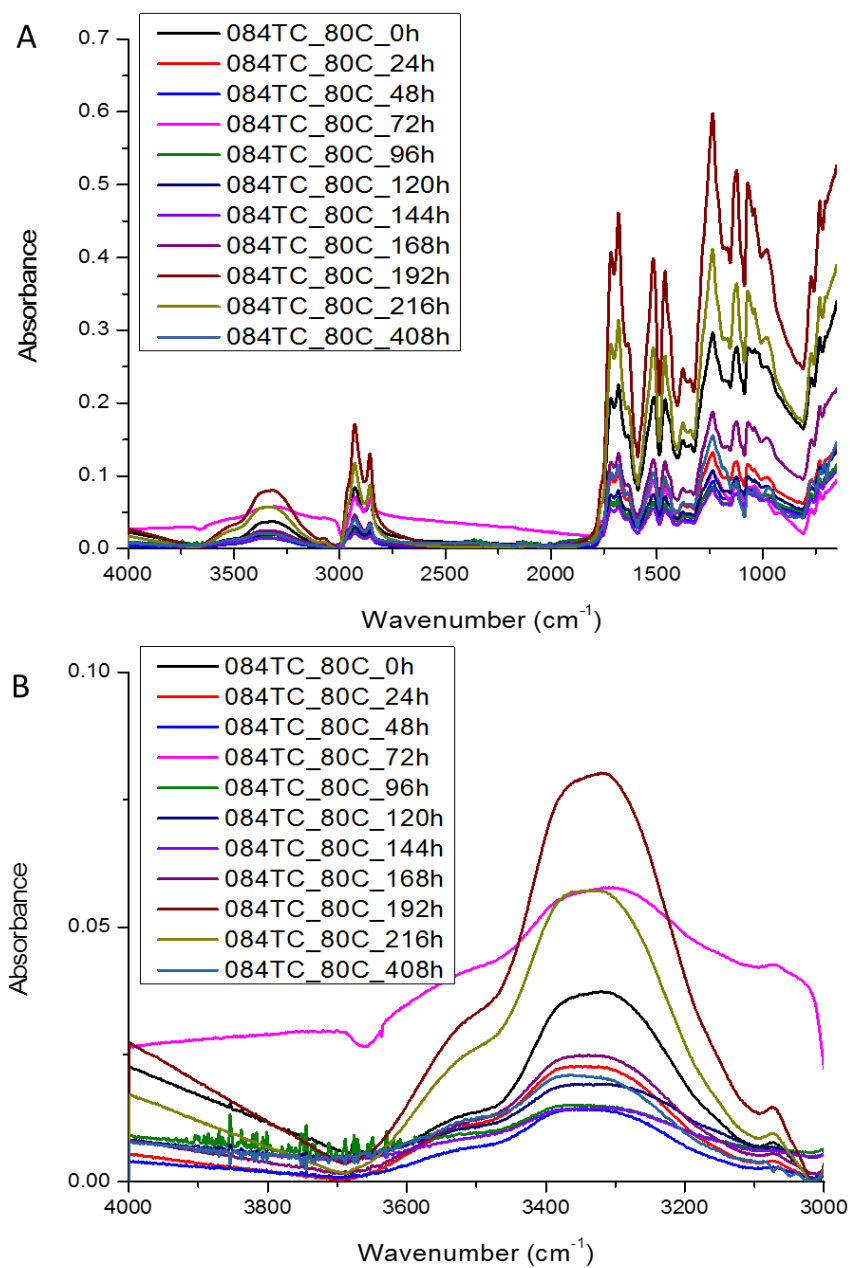 A
0.7
0.6
0.5
0.4
0.3
0.2
0.1
0.0
Absorbance
084TC_80C_0h
084TC_80C_24h
084TC_80C_48h
084TC_80C_72h
084TC_80C_96h
084TC_80C_120h
084TC_80C_144h
084TC_80C_168h
084TC_80C_192h
084TC_80C_216h
084TC_80C_408h
4000 3500 3000 2500 2000 1500 1000
Wavenumber (cm⁻¹)
B
0.10
0.05
0.00
Absorbance
084TC_80C_0h
084TC_80C_24h
084TC_80C_48h
084TC_80C_72h
084TC_80C_96h
084TC_80C_120h
084TC_80C_144h
084TC_80C_168h
084TC_80C_192h
084TC_80C_216h
084TC_80C_408h
4000 3800 3600 3400 3200 3000
Wavenumber (cm⁻¹)